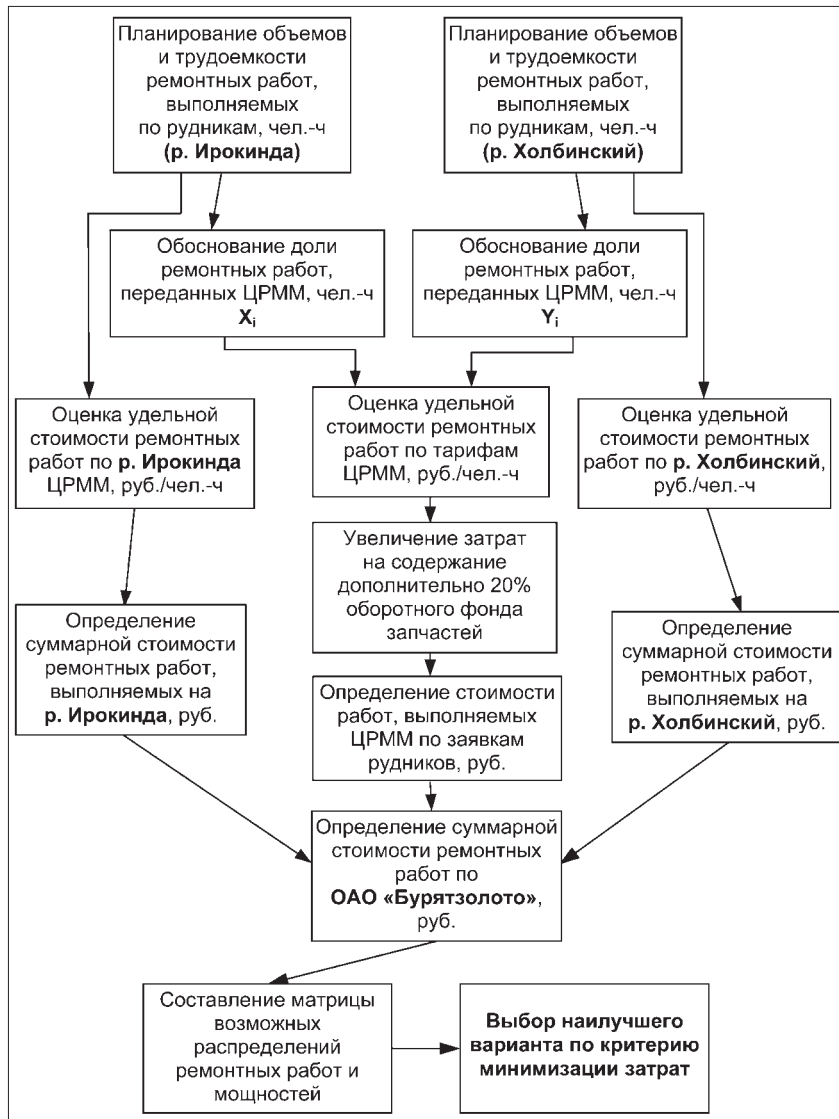 Планирование объемов
и трудоемкости
ремонтных работ,
выполняемых
по рудникам, чел.-ч
(р. Ирокинда)
Планирование объемов
и трудоемкости
ремонтных работ,
выполняемых
по рудникам, чел.-ч
(р. Холбинский)
Обоснование доли
ремонтных работ,
переданных ЦРММ, чел.-ч
Xi
Обоснование доли
ремонтных работ,
переданных ЦРММ, чел.-ч
Yi
Оценка удельной
стоимости ремонтных
работ по р. Ирокинда
ЦРММ, руб./чел.-ч
Оценка удельной
стоимости ремонтных
работ по тарифам
ЦРММ, руб./чел.-ч
Оценка удельной
стоимости ремонтных
работ по р. Холбинский,
руб./чел.-ч
Увеличение затрат
на содержание
дополнительно 20%
оборотного фонда
запчастей
Определение
суммарной стоимости
ремонтных работ,
выполняемых на
р. Ирокинда, руб.
Определение стоимости
работ, выполняемых
ЦРММ по заявкам
рудников, руб.
Определение
суммарной стоимости
ремонтных работ,
выполняемых на
р. Холбинский, руб.
Определение суммарной
стоимости ремонтных
работ по
ОАО «Бурятзолото»,
руб.
Составление матрицы
возможных
распределений
ремонтных работ и
мощностей
Выбор наилучшего
варианта по критерию
минимизации затрат